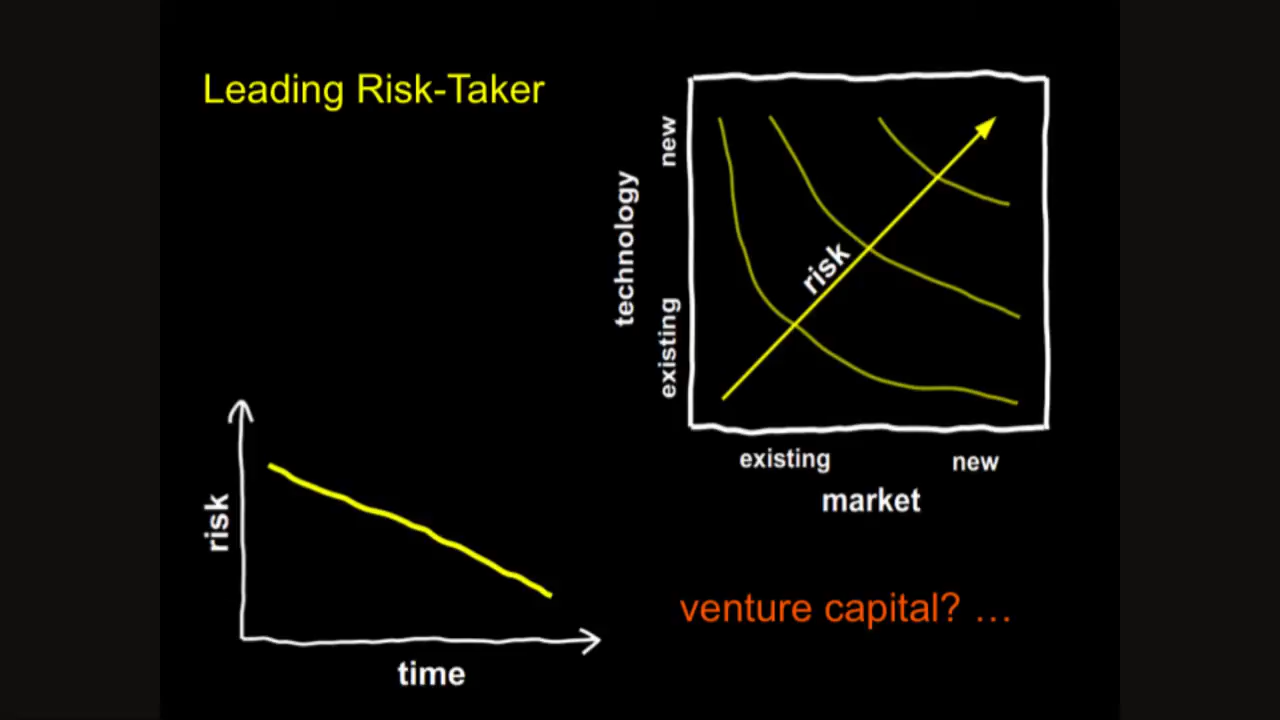 Leading Risk-Taker
new
technology
existing
risk
existing
new
market
risk
time
venture capital? …